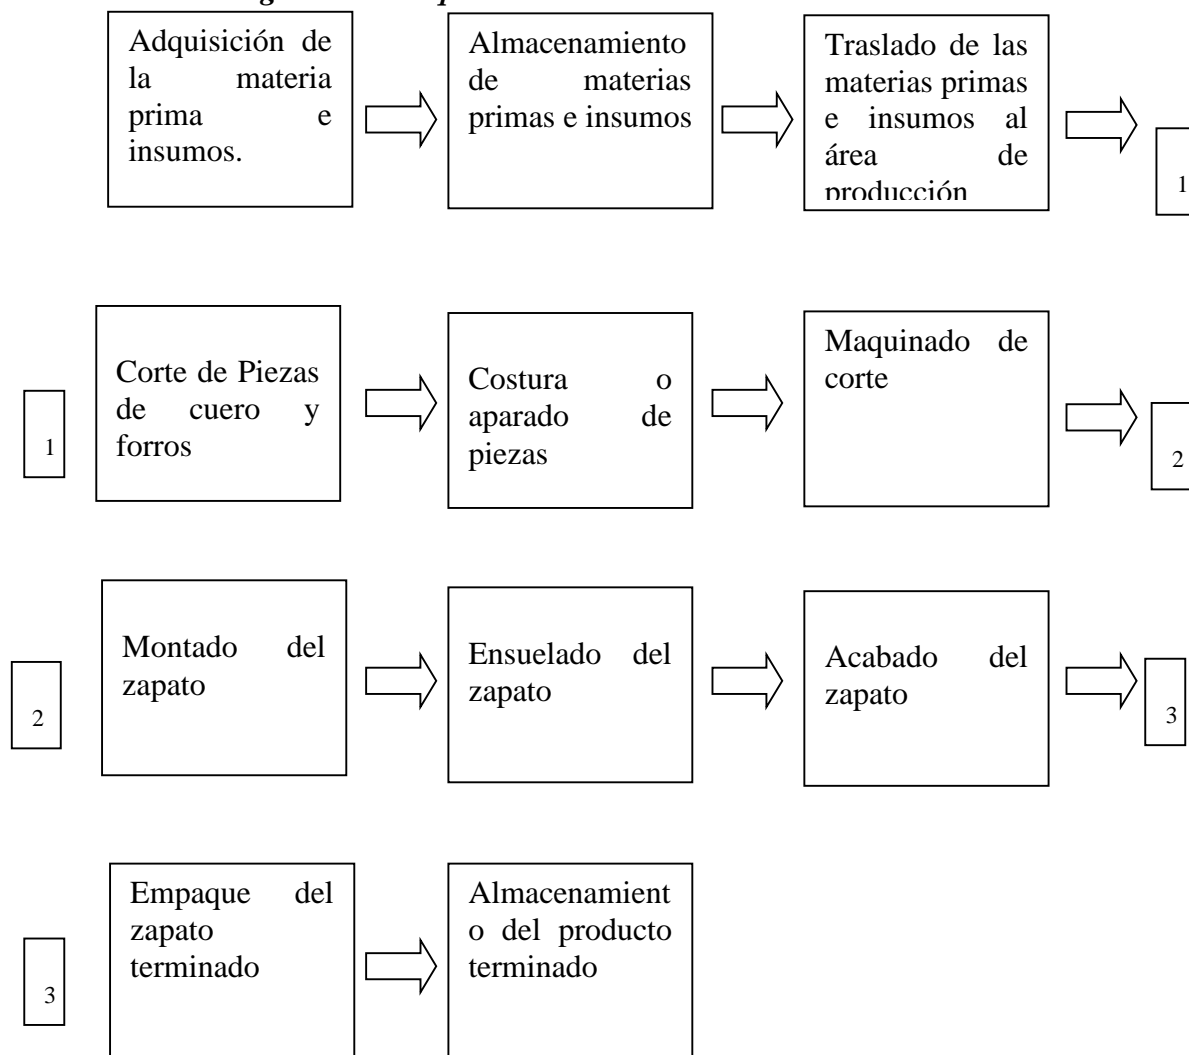 Adquisición de
la materia
prima e
insumos.
Almacenamiento
de materias
primas e insumos
Traslado de las
materias primas
e insumos al
área de
producción
1
1
Corte de Piezas
de cuero y
forros
Costura o
aparado de
piezas
Maquinado de
corte
2
2
Montado del
zapato
Ensuelado del
zapato
Acabado del
zapato
3
3
Empaque del
zapato
terminado
Almacenamient
o del producto
terminado